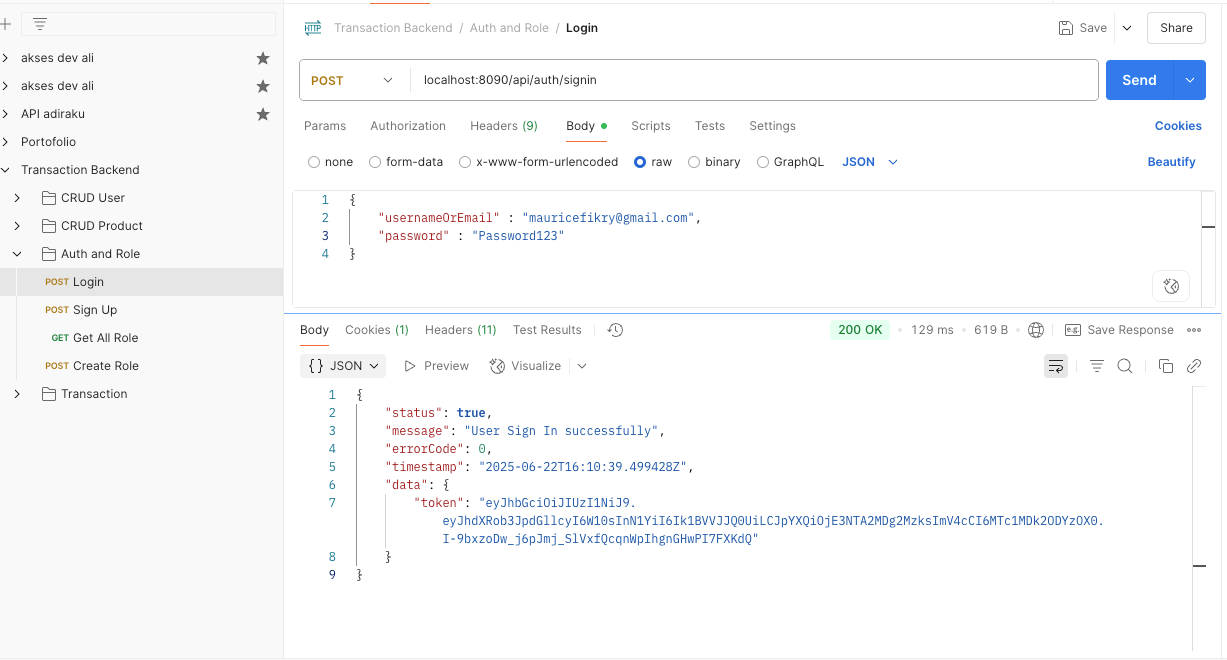 akses dev ali
akses dev ali
API adiraku
Portofolio
Transaction Backend
CRUD User
CRUD Product
Auth and Role
POST Login
POST Sign Up
GET Get All Role
POST Create Role
Transaction
HTTP Transaction Backend / Auth and Role / Login
Save
Share
POST localhost:8090/api/auth/signin
Send
Params Authorization Headers (9) Body Scripts Tests Settings Cookies
none form-data x-www-form-urlencoded raw binary GraphQL JSON Beautify
1 {
2 "usernameOrEmail" : "mauricefikry@gmail.com",
3 "password" : "Password123"
4 }
Body Cookies (1) Headers (11) Test Results 200 OK • 129 ms • 619 B • e.g. Save Response
{} JSON Preview Visualize
1 {
2 "status": true,
3 "message": "User Sign In successfully",
4 "errorCode": 0,
5 "timestamp": "2025-06-22T16:10:39.499428Z",
6 "data": {
7 "token": "eyJhbGciOiJIUzI1NiJ9.
eyJhdXRob3JpdGllcyI6W10sInN1YiI6Ik1BVVJJQ0UiLCJpYXQiOjE3NTA2MDg2MzksImV4cCI6MTc1MDk2ODYzOX0.
I-9bxzoDw_j6pJmj_SlVxfQcqnWpIhgnGHwPI7FXKdQ"
8 }
9 }